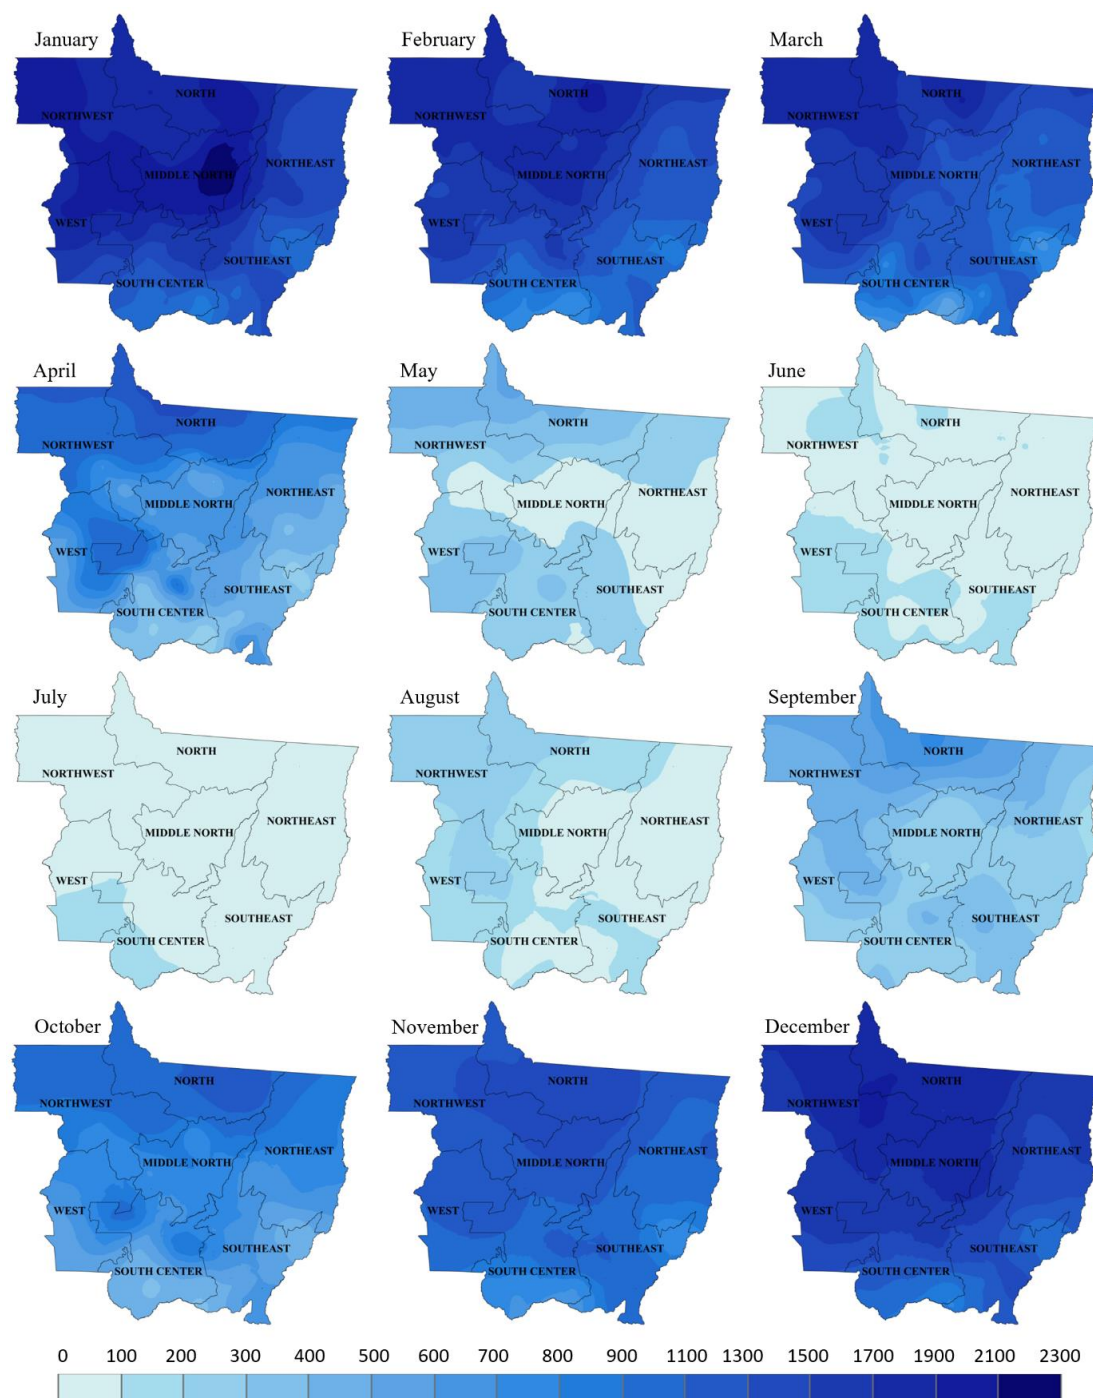 January
NORTH
NORTHWEST
NORTHEAST
MIDDLE NORTH
WEST
SOUTHEAST
SOUTH CENTER
February
NORTH
NORTHWEST
NORTHEAST
MIDDLE NORTH
WEST
SOUTHEAST
SOUTH CENTER
March
NORTH
NORTHWEST
NORTHEAST
MIDDLE NORTH
WEST
SOUTHEAST
SOUTH CENTER
April
NORTH
NORTHWEST
NORTHEAST
MIDDLE NORTH
WEST
SOUTHEAST
SOUTH CENTER
May
NORTH
NORTHWEST
NORTHEAST
MIDDLE NORTH
WEST
SOUTHEAST
SOUTH CENTER
June
NORTH
NORTHWEST
NORTHEAST
MIDDLE NORTH
WEST
SOUTHEAST
SOUTH CENTER
July
NORTH
NORTHWEST
NORTHEAST
MIDDLE NORTH
WEST
SOUTHEAST
SOUTH CENTER
August
NORTH
NORTHWEST
NORTHEAST
MIDDLE NORTH
WEST
SOUTHEAST
SOUTH CENTER
September
NORTH
NORTHWEST
NORTHEAST
MIDDLE NORTH
WEST
SOUTHEAST
SOUTH CENTER
October
NORTH
NORTHWEST
NORTHEAST
MIDDLE NORTH
WEST
SOUTHEAST
SOUTH CENTER
November
NORTH
NORTHWEST
NORTHEAST
MIDDLE NORTH
WEST
SOUTHEAST
SOUTH CENTER
December
NORTH
NORTHWEST
NORTHEAST
MIDDLE NORTH
WEST
SOUTHEAST
SOUTH CENTER
0 100 200 300 400 500 600 700 800 900 1100 1300 1500 1700 1900 2100 2300